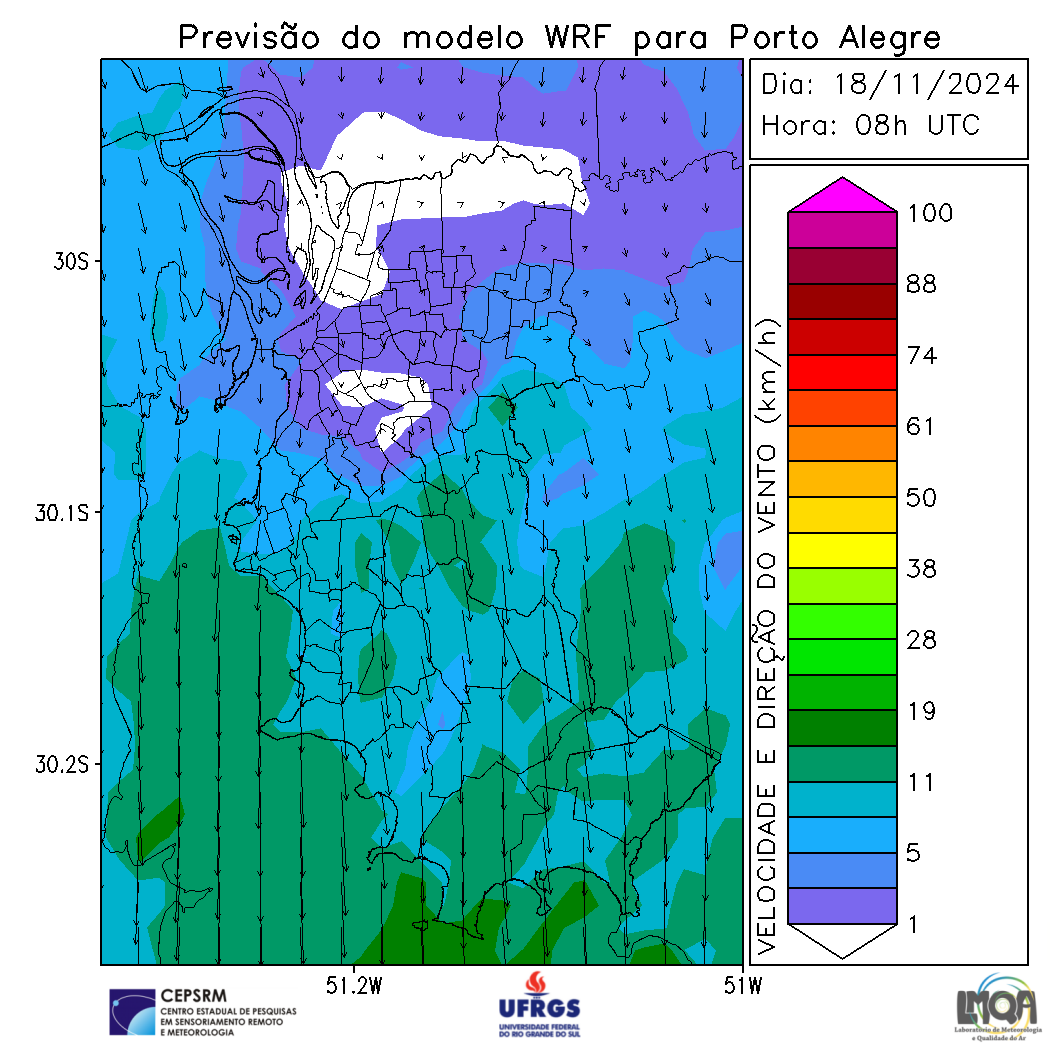 Previsão do modelo WRF para Porto Alegre
Dia: 18/11/2024
Hora: 08h UTC
30S
30.1S
30.2S
51.2W
51W
VELOCIDADE E DIREÇÃO DO VENTO (km/h)
100
88
74
61
50
38
28
19
11
5
1
CEPSRM
CENTRO ESTADUAL DE PESQUISAS
EM SENSORIAMENTO REMOTO
E METEOROLOGIA
UFRGS
UNIVERSIDADE FEDERAL
DO RIO GRANDE DO SUL
LMQA
Laboratório de Meteorologia
e Qualidade do Ar